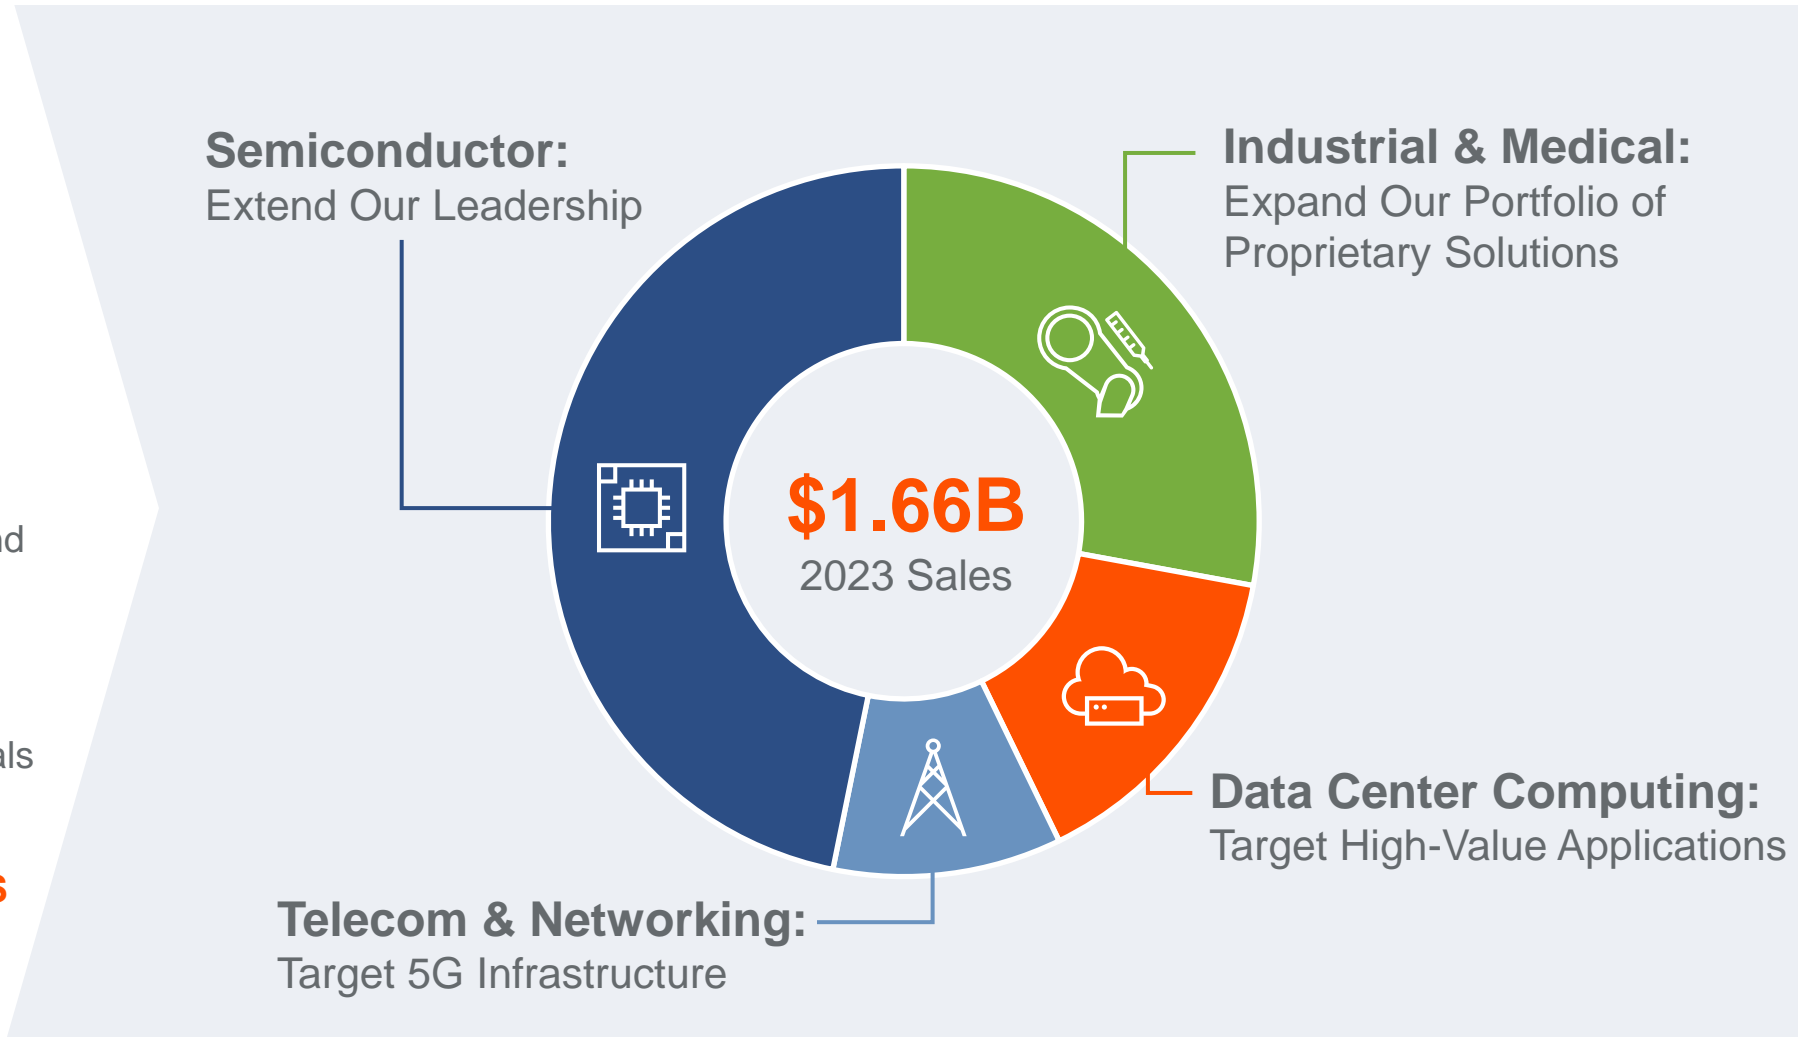 Semiconductor:
Extend Our Leadership
Industrial & Medical:
Expand Our Portfolio of
Proprietary Solutions
$1.66B
2023 Sales
Data Center Computing:
Target High-Value Applications
Telecom & Networking:
Target 5G Infrastructure